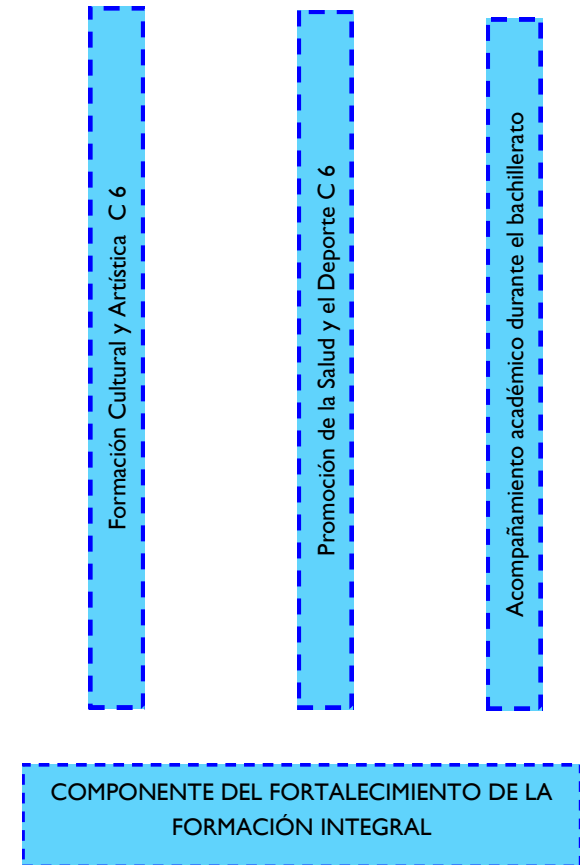 Formación Cultural y Artística  C 6
Promoción de la Salud y el Deporte C 6
Acompañamiento académico durante el bachillerato
COMPONENTE DEL FORTALECIMIENTO DE LA
FORMACIÓN INTEGRAL